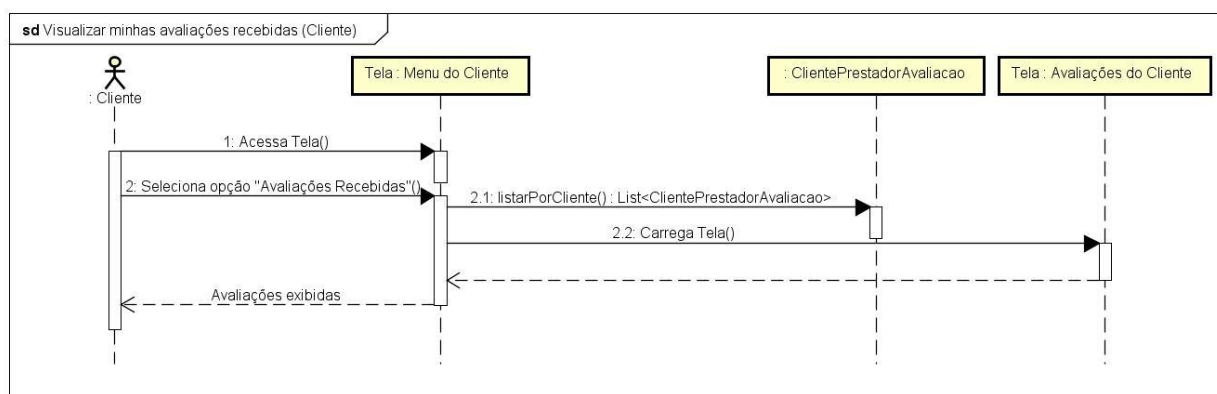 sd Visualizar minhas avaliações recebidas (Cliente)
Tela : Menu do Cliente
: ClientePrestadorAvaliacao
Tela : Avaliações do Cliente
: Cliente
1: Acessa Tela()
2: Seleciona opção "Avaliações Recebidas"()
2.1: listarPorCliente() : List<ClientePrestadorAvaliacao>
2.2: Carrega Tela()
Avaliações exibidas